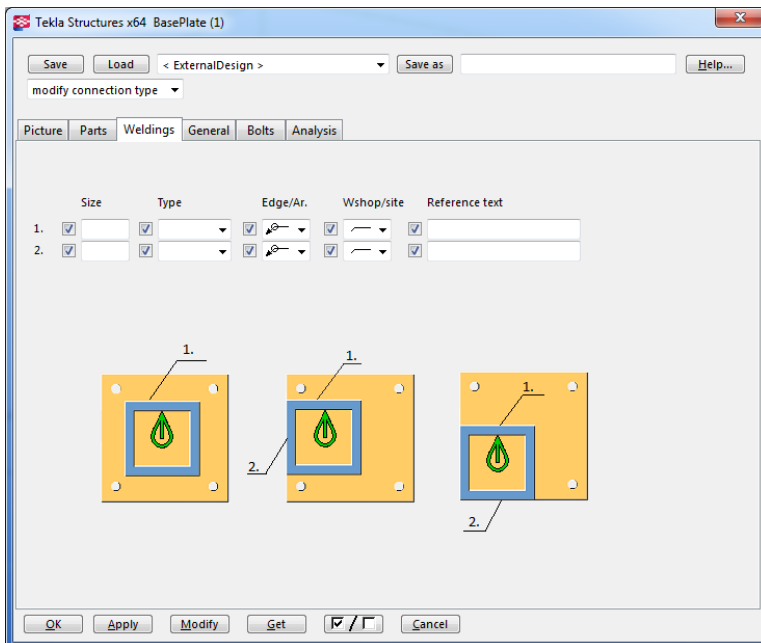 Tekla Structures x64 BasePlate (1)
Save Load < ExternalDesign > Save as Help...
modify connection type
Picture Parts Weldings General Bolts Analysis
Size Type Edge/Ar. Wshop/site Reference text
1.
2.
1. 1. 1.
2.
2.
OK Apply Modify Get / Cancel